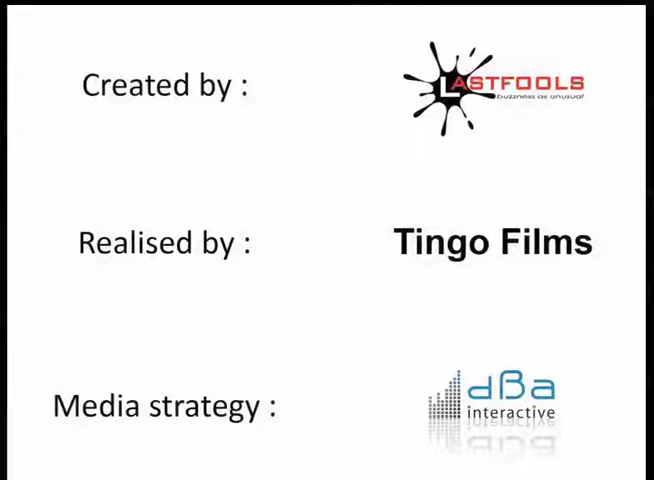 Created by :
LASTFOOLS
buzzness as unusual
Realised by :
Tingo Films
Media strategy :
dBa
interactive